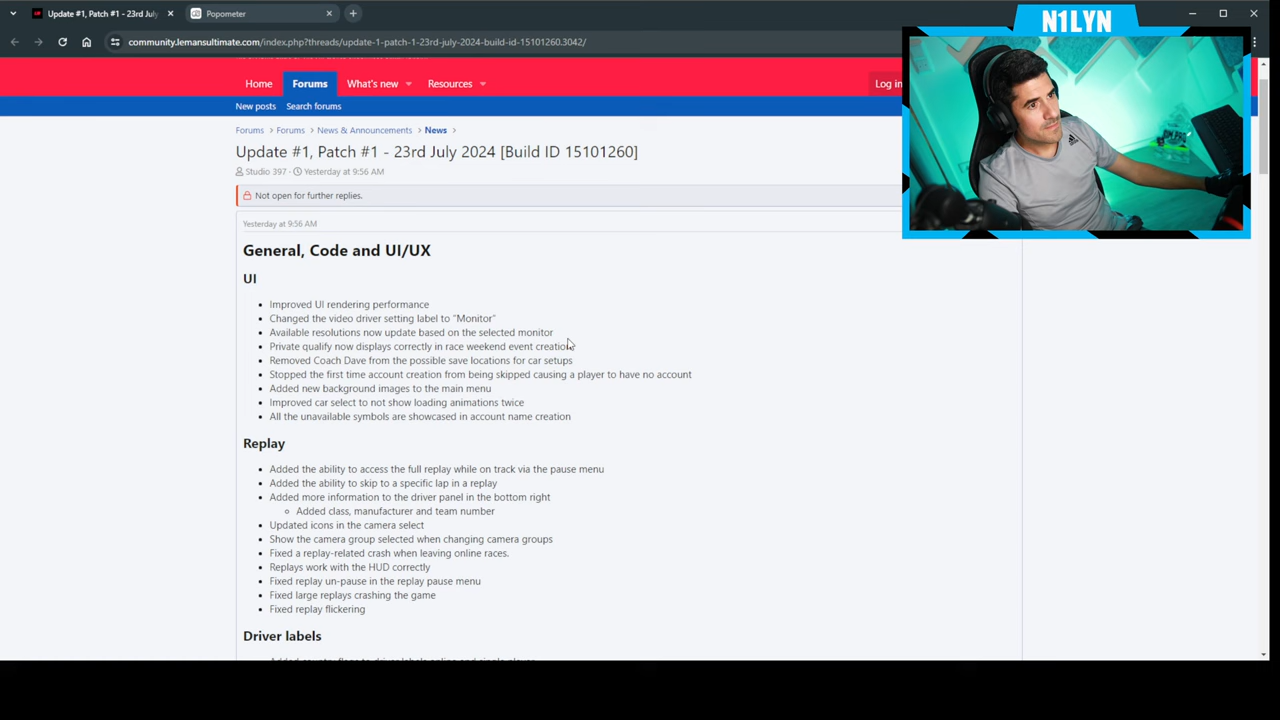 Update #1, Patch #1 - 23rd July
Popometer
N1LYN
community.lemansultimate.com/index.php?threads/update-1-patch-1-23rd-july-2024-build-id-15101260.3042/
Home Forums What's new Resources Log in
New posts Search forums
Forums > Forums > News & Announcements > News >
Update #1, Patch #1 - 23rd July 2024 [Build ID 15101260]
Studio 397 · Yesterday at 9:56 AM
Not open for further replies.
Yesterday at 9:56 AM
General, Code and UI/UX
UI
• Improved UI rendering performance
• Changed the video driver setting label to "Monitor"
• Available resolutions now update based on the selected monitor
• Private qualify now displays correctly in race weekend event creation
• Removed Coach Dave from the possible save locations for car setups
• Stopped the first time account creation from being skipped causing a player to have no account
• Added new background images to the main menu
• Improved car select to not show loading animations twice
• All the unavailable symbols are showcased in account name creation
Replay
• Added the ability to access the full replay while on track via the pause menu
• Added the ability to skip to a specific lap in a replay
• Added more information to the driver panel in the bottom right
◦ Added class, manufacturer and team number
• Updated icons in the camera select
• Show the camera group selected when changing camera groups
• Fixed a replay-related crash when leaving online races.
• Replays work with the HUD correctly
• Fixed replay un-pause in the replay pause menu
• Fixed large replays crashing the game
• Fixed replay flickering
Driver labels